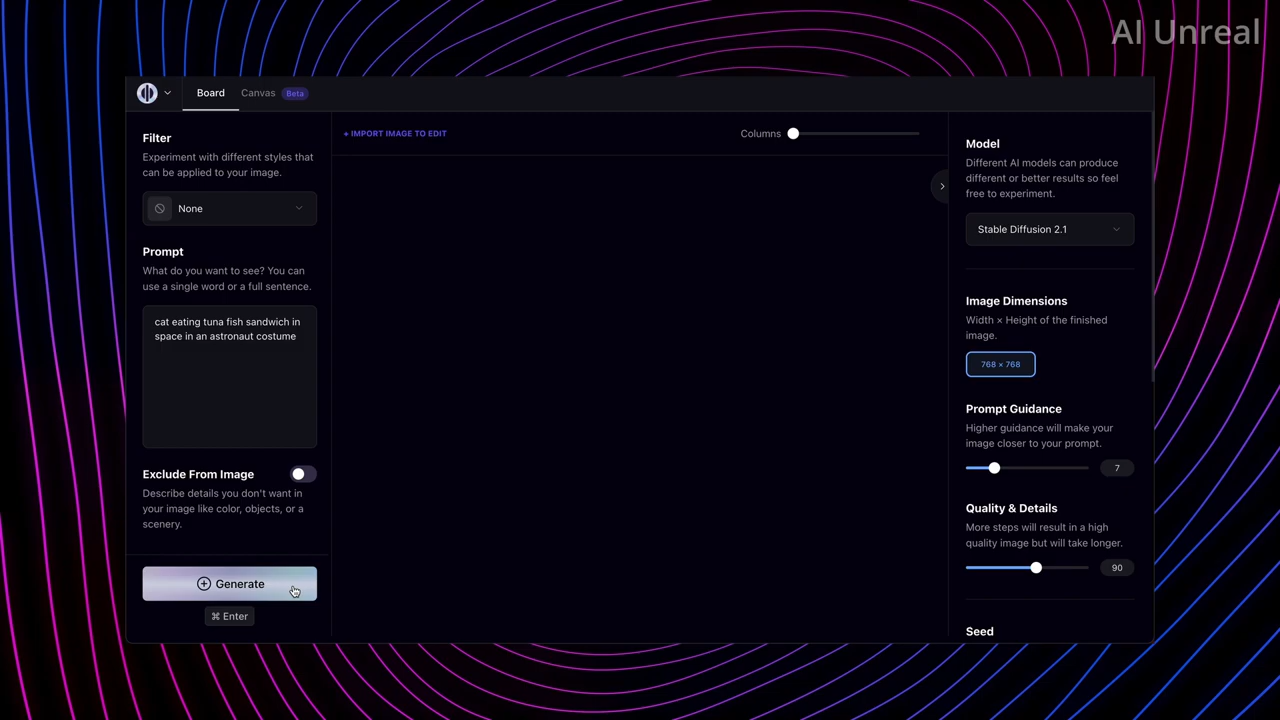 AI Unreal
Board
Canvas
Beta
Filter
Experiment with different styles that
can be applied to your image.
None
Prompt
What do you want to see? You can
use a single word or a full sentence.
cat eating tuna fish sandwich in
space in an astronaut costume
Exclude From Image
Describe details you don't want in
your image like color, objects, or a
scenery.
Generate
⌘ Enter
+ IMPORT IMAGE TO EDIT
Columns
Model
Different AI models can produce
different or better results so feel
free to experiment.
Stable Diffusion 2.1
Image Dimensions
Width × Height of the finished
image.
768 × 768
Prompt Guidance
Higher guidance will make your
image closer to your prompt.
7
Quality & Details
More steps will result in a high
quality image but will take longer.
90
Seed